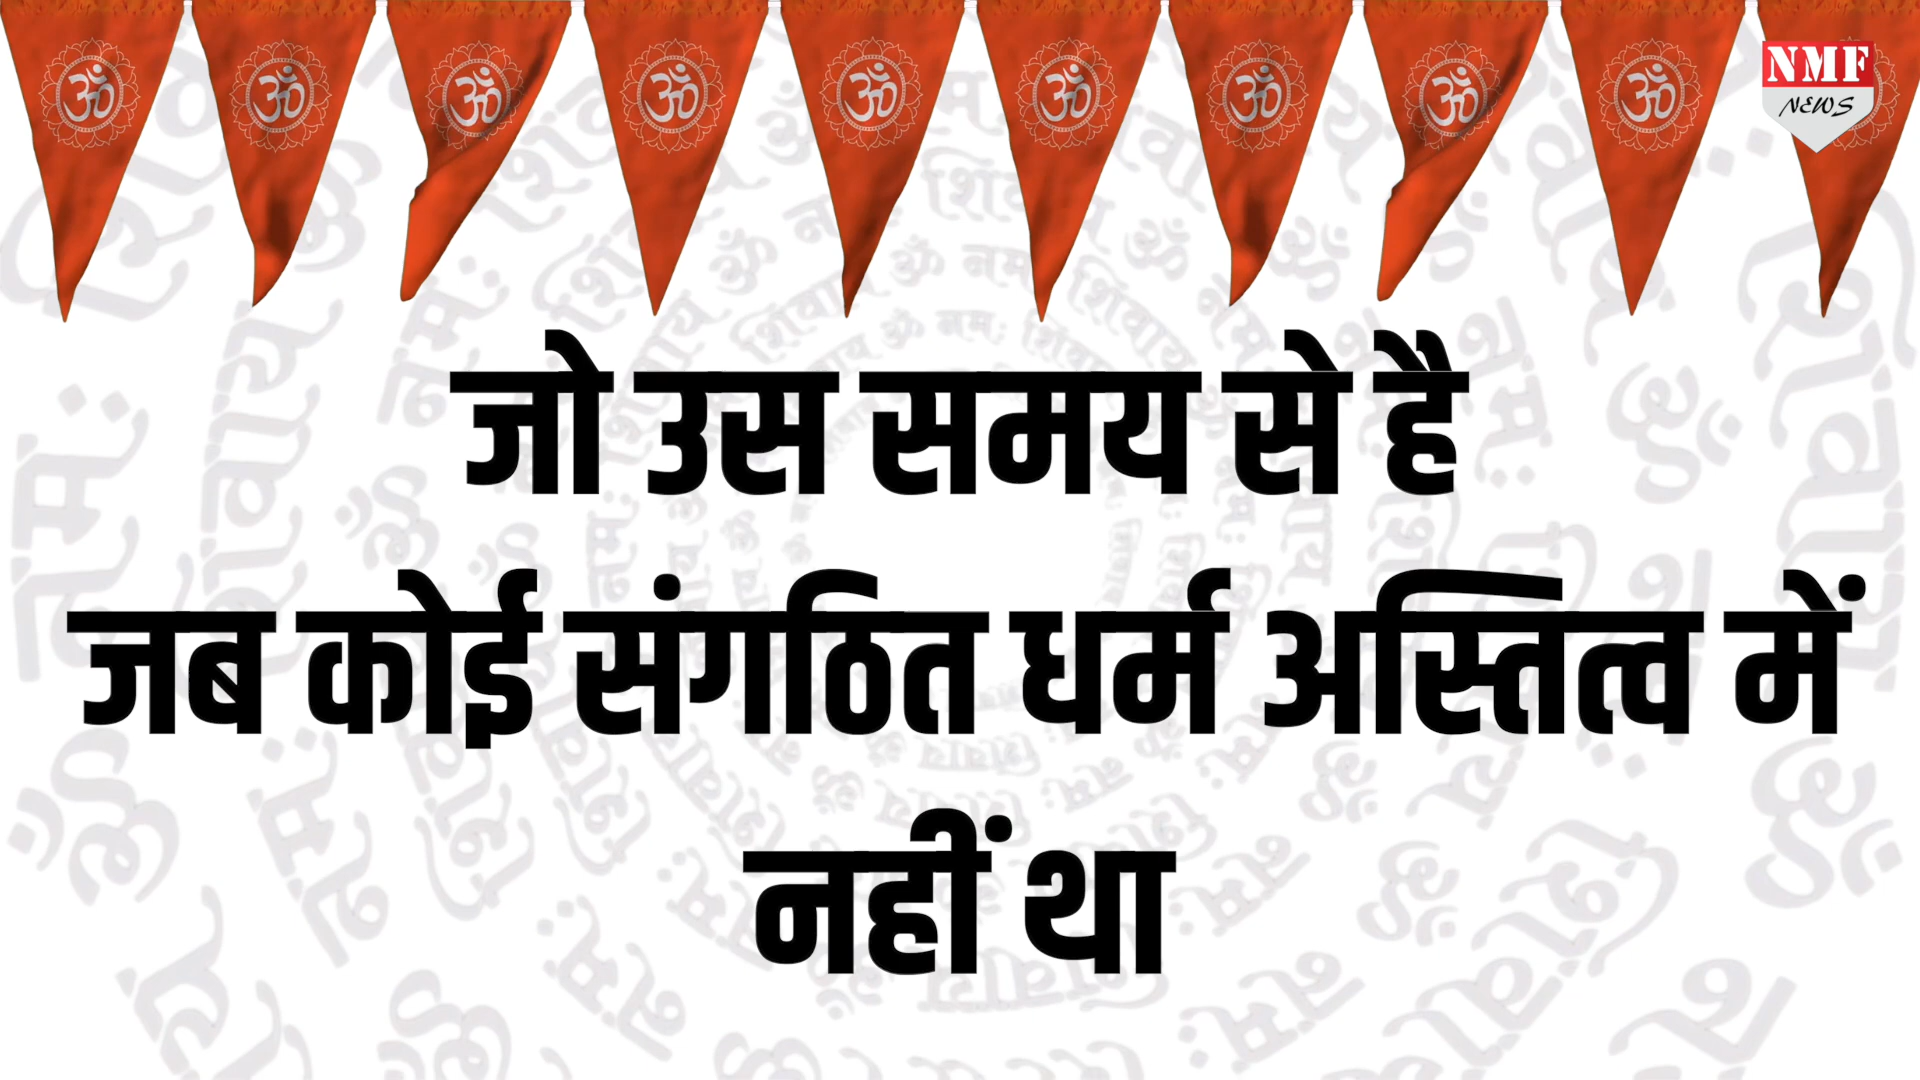 NMF
NEWS
जो उस समय से है
जब कोई संगठित धर्म अस्तित्व में
नहीं था